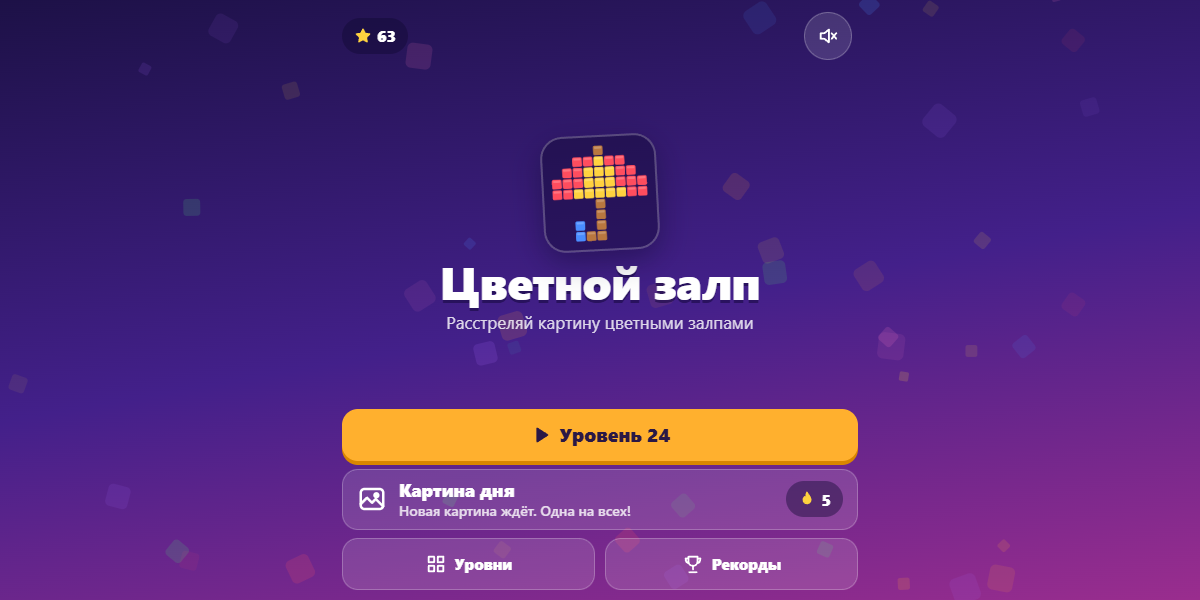 63
Цветной залп
Расстреляй картину цветными залпами
Уровень 24
Картина дня
Новая картина ждёт. Одна на всех!
5
Уровни
Рекорды